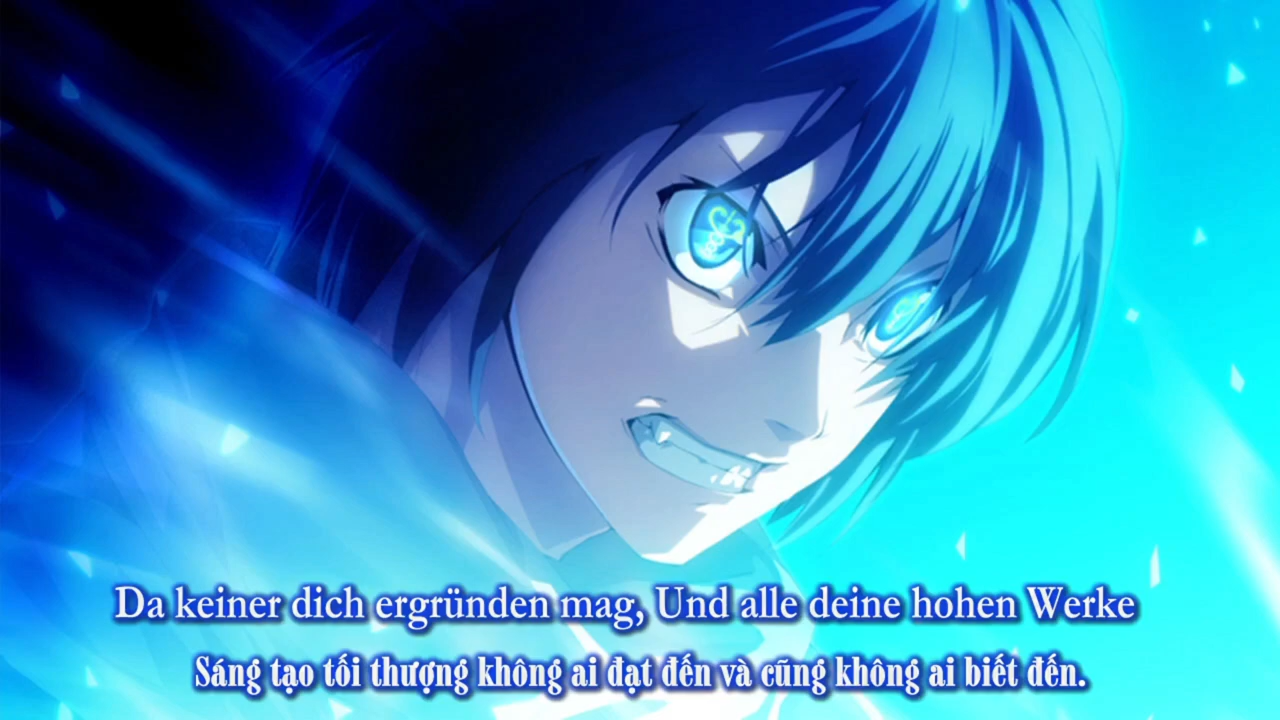 Da keiner dich ergründen mag, Und alle deine hohen Werke
Sáng tạo tối thượng không ai đạt đến và cũng không ai biết đến.